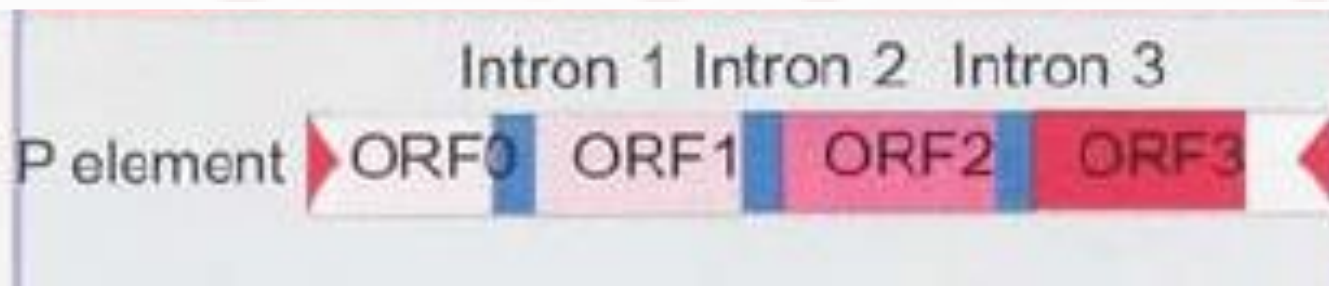 Intron 1 Intron 2 Intron 3
P element ORF0 ORF1 ORF2 ORF3